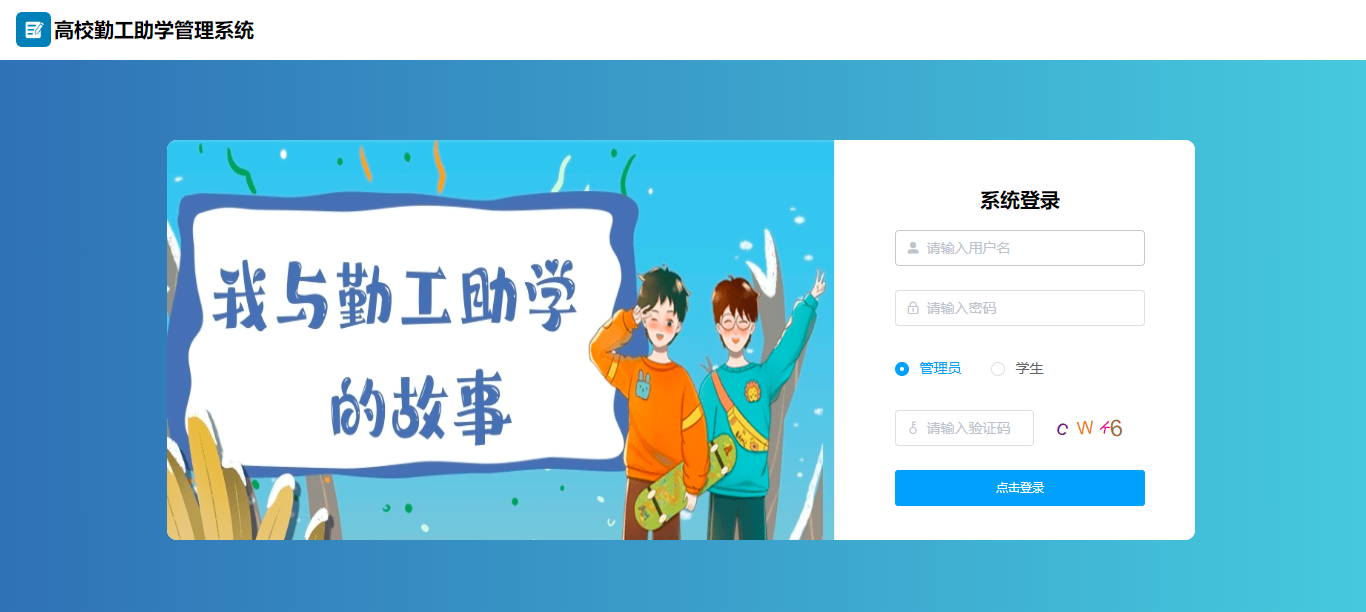 高校勤工助学管理系统
我与勤工助学
的故事
系统登录
请输入用户名
请输入密码
管理员 学生
请输入验证码
点击登录